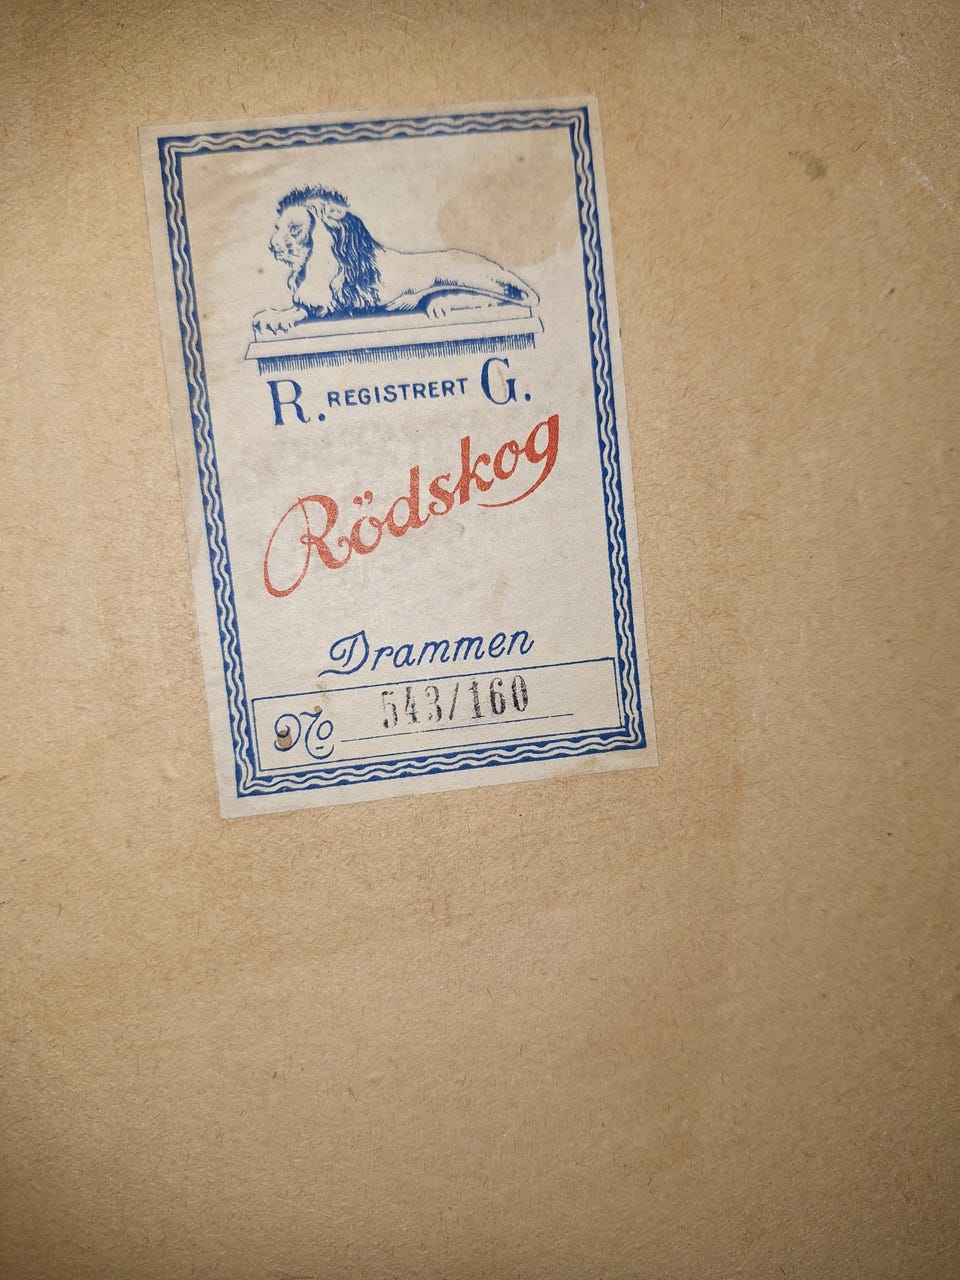 R. REGISTRERT G.
Rödskog
Drammen
No 543/160